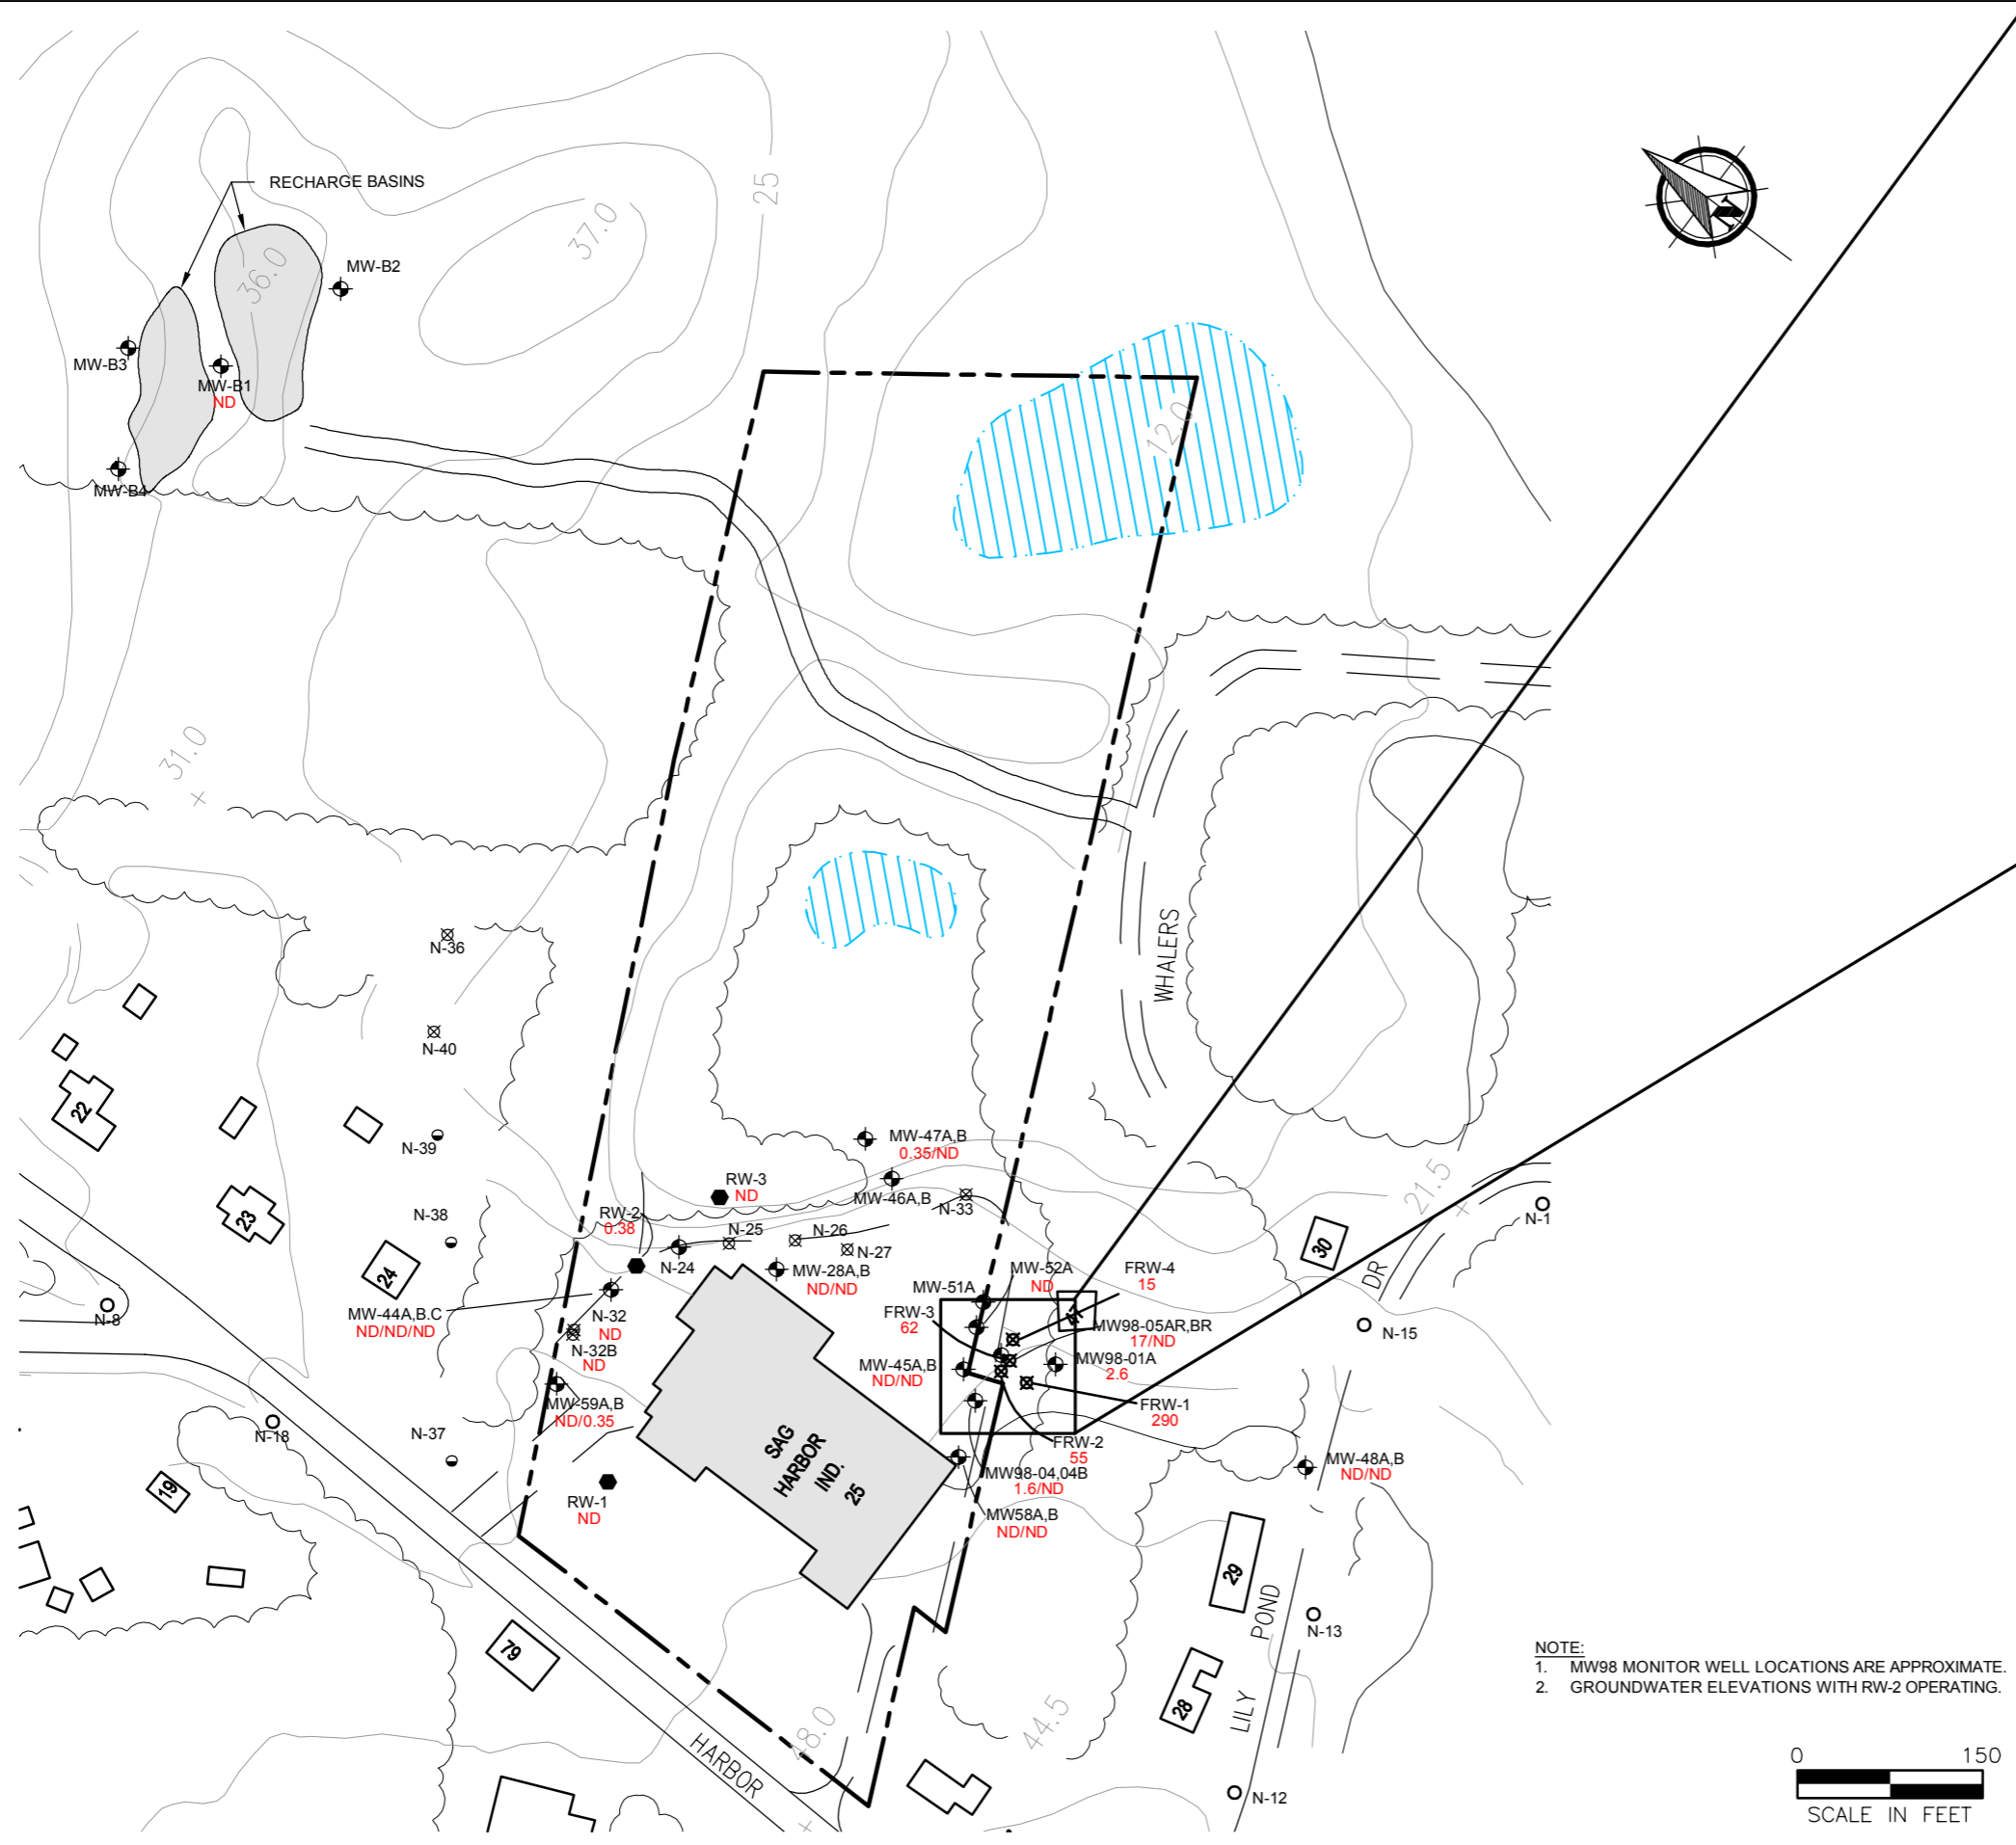 RECHARGE BASINS
25
37.0
36.0
MW-B2
MW-B3
MW-B1
ND
MW-B4
12.0
N
31.0
N-36
N-40
22
WHALERS
N-39
MW-47A,B
0.35/ND
RW-3
ND
MW-46A,B
N-33
21.5
N-1
RW-2
0.38
N-38
23
N-25
N-26
N-27
N-24
30
24
MW-28A,B
ND/ND
MW-52A
ND
FRW-4
15
DR
MW-51A
N-8
MW-44A,B.C
ND/ND/ND
N-32
ND
FRW-3
62
47
MW98-05AR,BR
17/ND
N-15
N-32B
ND
MW-45A,B
ND/ND
MW98-01A
2.6
MW-59A,B
ND/0.35
FRW-1
290
N-18
N-37
SAG
HARBOR
IND.
25
FRW-2
55
MW-48A,B
ND/ND
MW98-04,04B
1.6/ND
19
RW-1
ND
MW58A,B
ND/ND
29
POND
N-13
79
28
LILY
NOTE:
1. MW98 MONITOR WELL LOCATIONS ARE APPROXIMATE.
2. GROUNDWATER ELEVATIONS WITH RW-2 OPERATING.
48.0
44.5
HARBOR
N-12
0 150
SCALE IN FEET